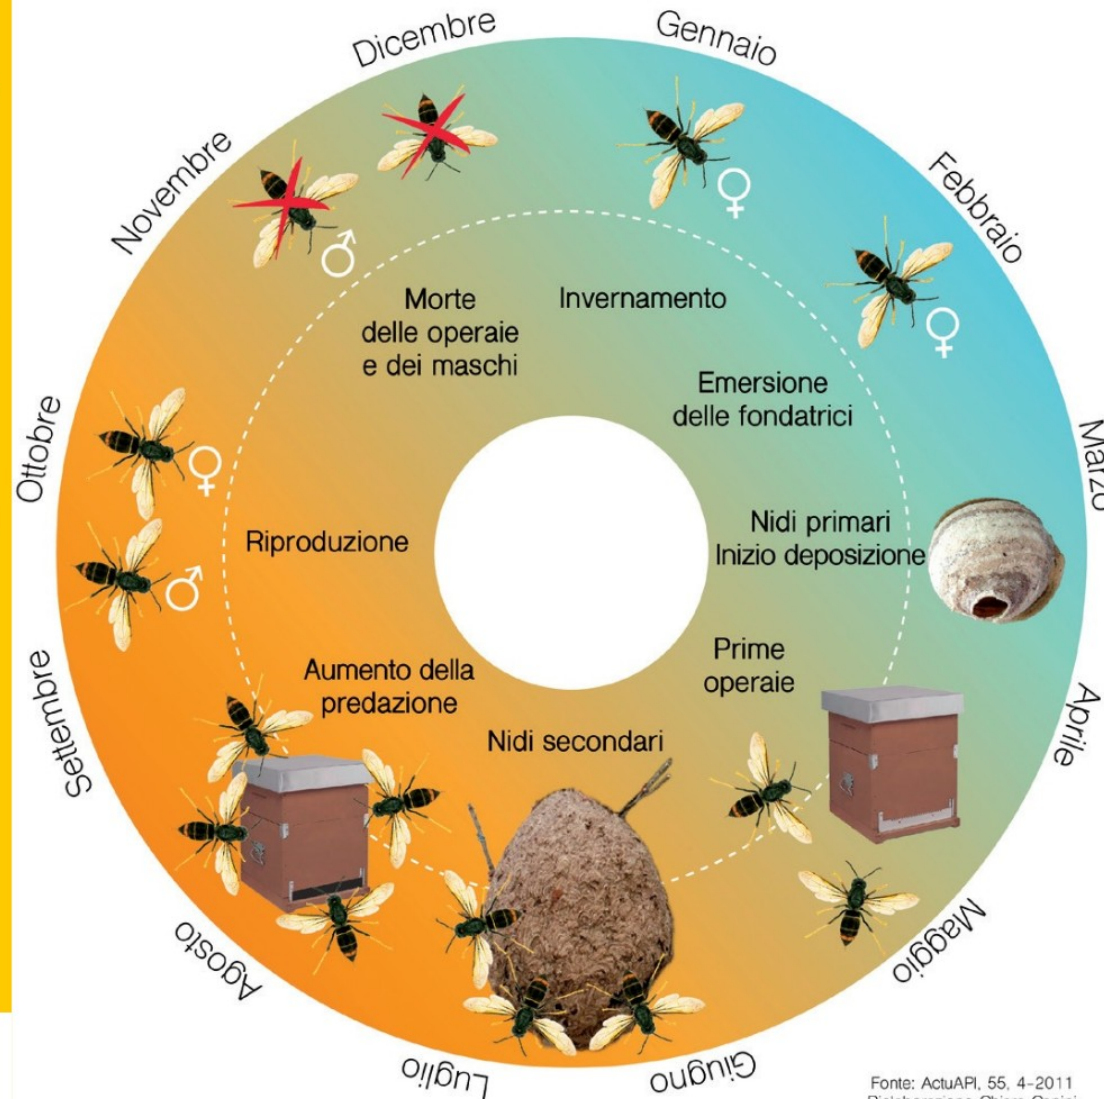 Dicembre
Gennaio
Novembre
Febbraio
Morte
delle operaie
e dei maschi
Invernamento
Emersione
delle fondatrici
Ottobre
Marzo
Riproduzione
Nidi primari
Inizio deposizione
Settembre
Aumento della
predazione
Prime
operaie
Aprile
Nidi secondari
Agosto
Maggio
Luglio
Giugno
Fonte: ActuAPI, 55, 4-2011